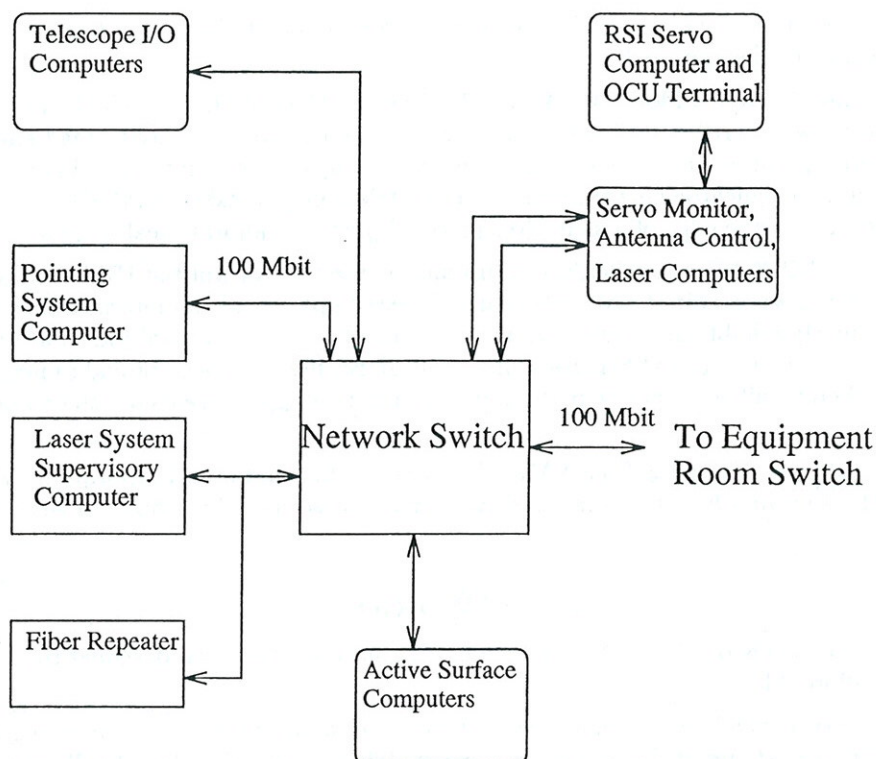 Telescope I/O
Computers
RSI Servo
Computer and
OCU Terminal
Servo Monitor,
Antenna Control,
Laser Computers
Pointing
System
Computer
100 Mbit
Network Switch
100 Mbit
To Equipment
Room Switch
Laser System
Supervisory
Computer
Fiber Repeater
Active Surface
Computers